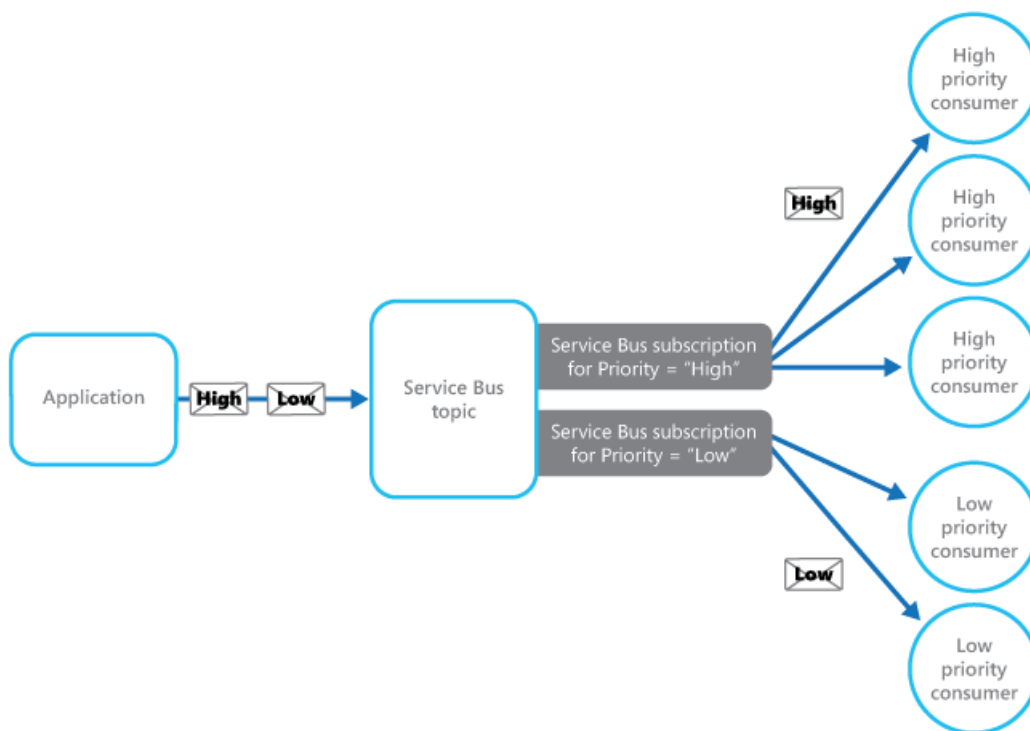 Application
High
Low
Service Bus
topic
Service Bus subscription
for Priority = “High”
Service Bus subscription
for Priority = “Low”
High
Low
High
priority
consumer
High
priority
consumer
High
priority
consumer
Low
priority
consumer
Low
priority
consumer